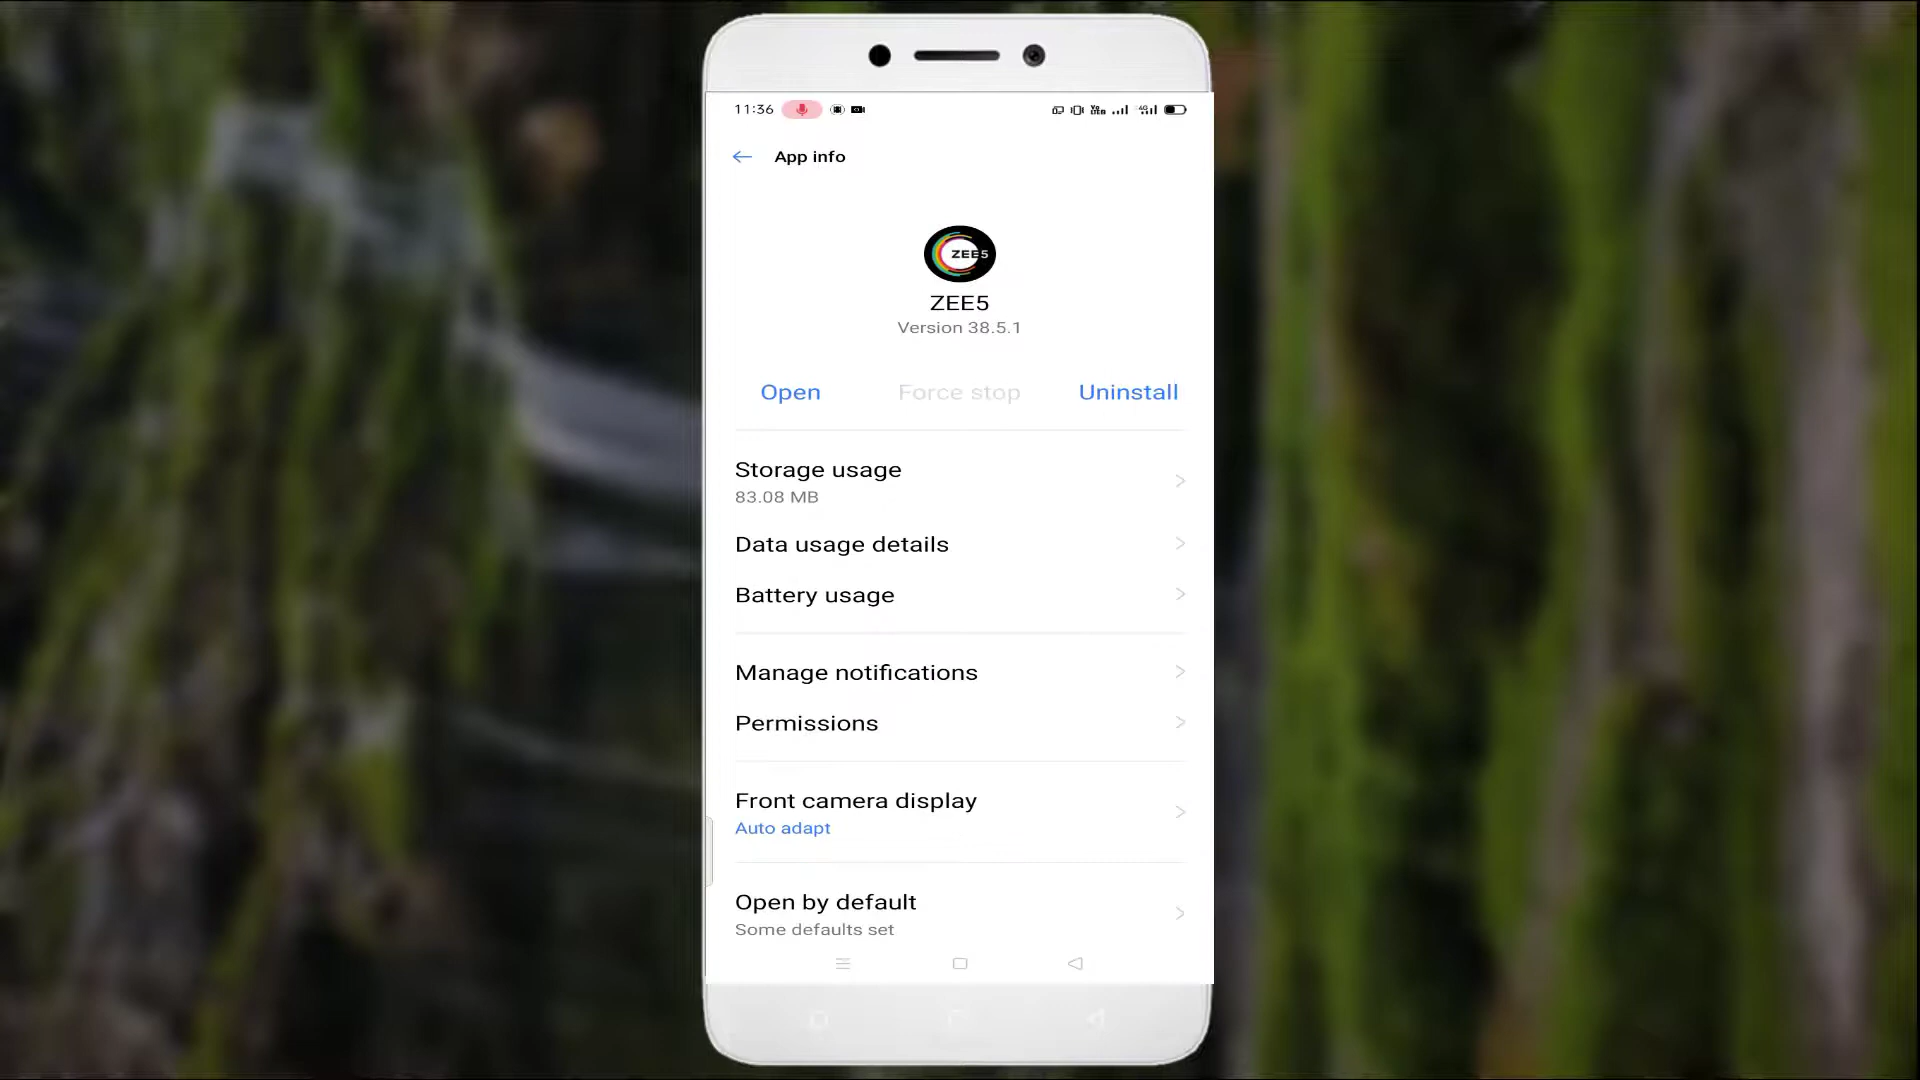 11:36
App info
ZEE5
ZEE5
Version 38.5.1
Open Force stop Uninstall
Storage usage
83.08 MB
Data usage details
Battery usage
Manage notifications
Permissions
Front camera display
Auto adapt
Open by default
Some defaults set